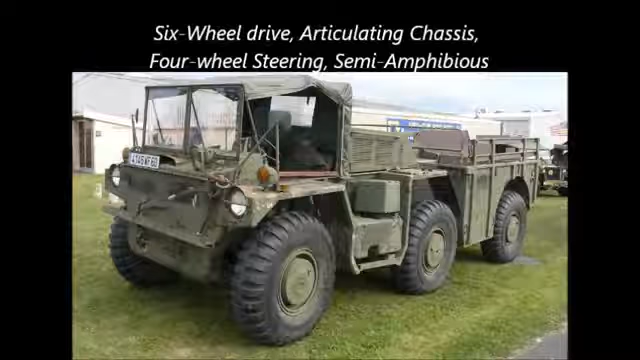 Six-Wheel drive, Articulating Chassis,
Four-wheel Steering, Semi-Amphibious